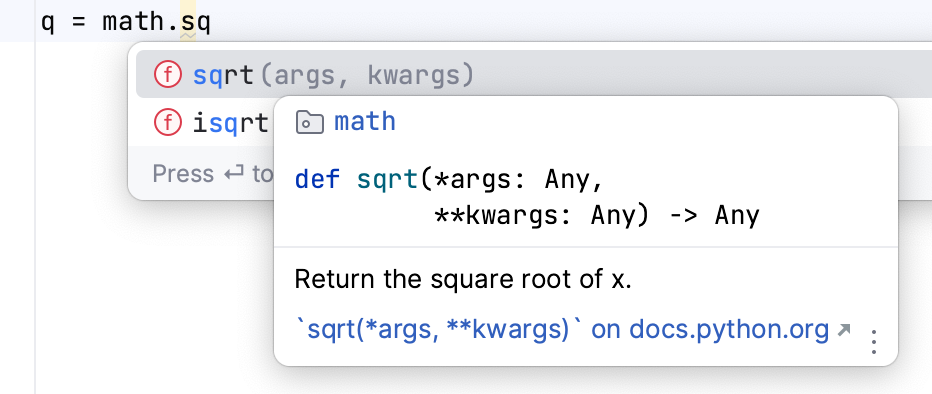 q = math.sq
f sqrt(args, kwargs)
f isqrt
Press ↵ to
math
def sqrt(*args: Any,
**kwargs: Any) -> Any
Return the square root of x.
`sqrt(*args, **kwargs)` on docs.python.org ↗